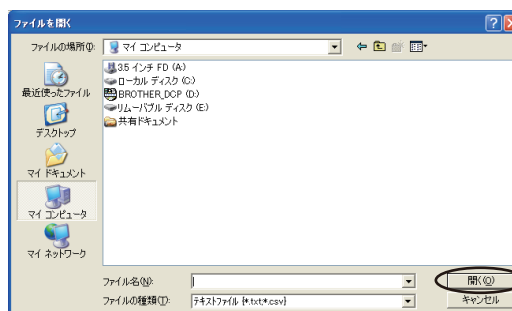 ファイルを開く
ファイルの場所(I):
マイ コンピュータ
3.5 インチ FD (A:)
ローカル ディスク (C:)
BROTHER_DCP (D:)
リムーバブル ディスク (E:)
共有ドキュメント
最近使ったファイル
デスクトップ
マイ ドキュメント
マイ コンピュータ
マイ ネットワーク
ファイル名(N):
開く(O)
ファイルの種類(T):
テキストファイル {*.txt;*.csv}
キャンセル